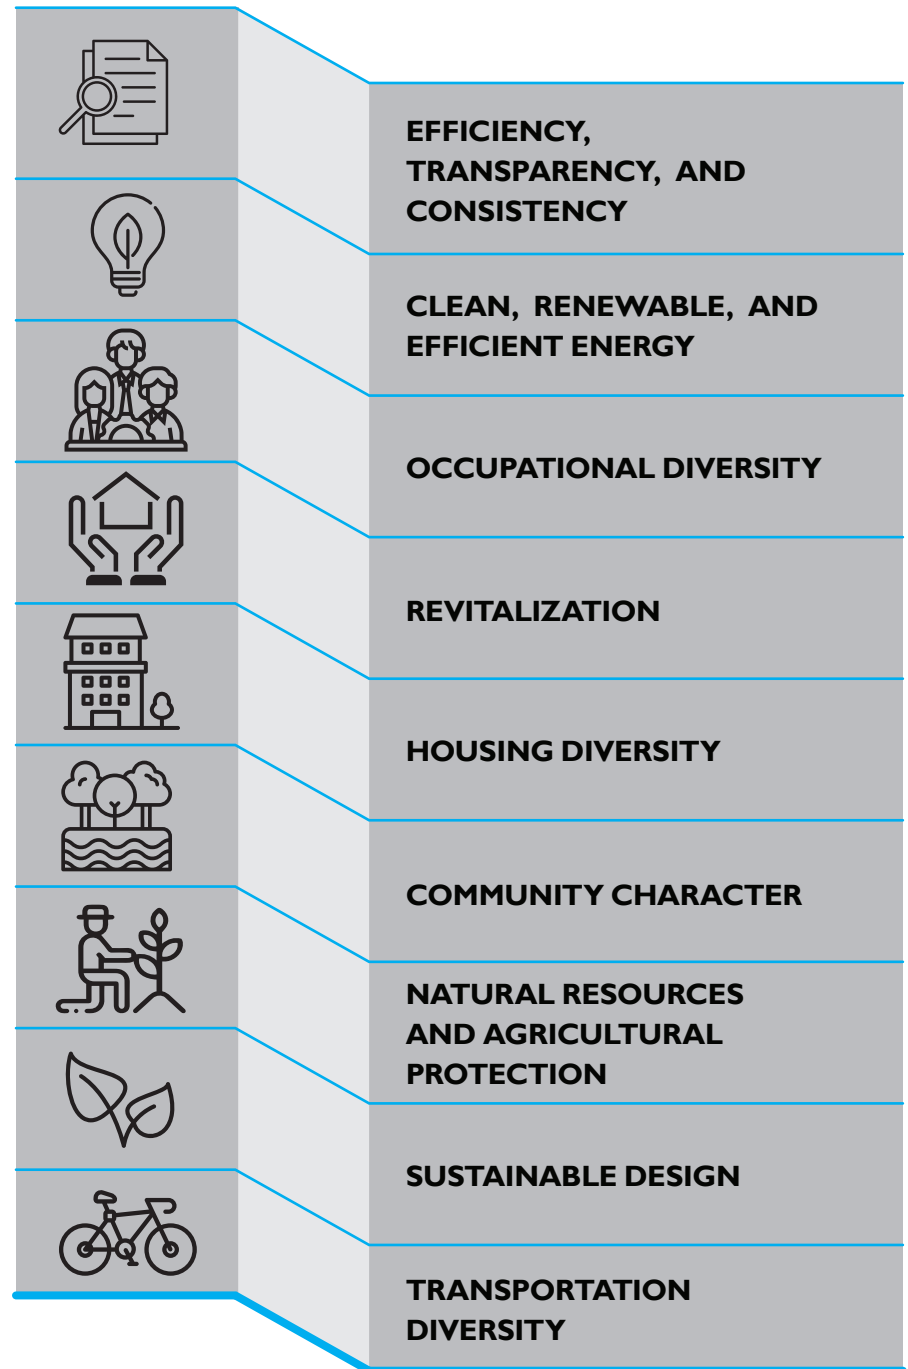 EFFICIENCY,
TRANSPARENCY, AND
CONSISTENCY
CLEAN, RENEWABLE, AND
EFFICIENT ENERGY
OCCUPATIONAL DIVERSITY
REVITALIZATION
HOUSING DIVERSITY
COMMUNITY CHARACTER
NATURAL RESOURCES
AND AGRICULTURAL
PROTECTION
SUSTAINABLE DESIGN
TRANSPORTATION
DIVERSITY